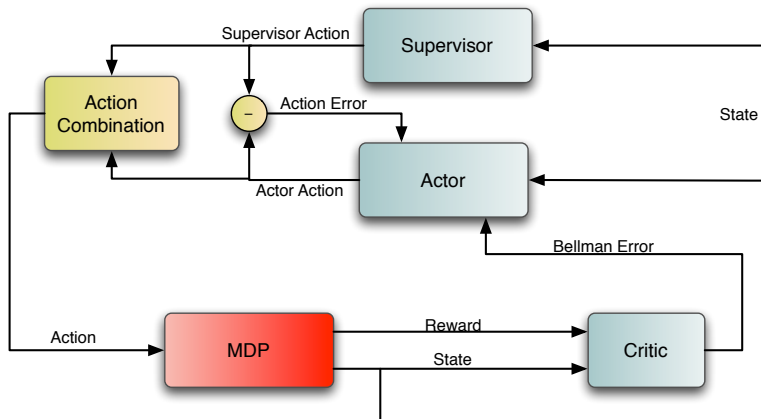 Supervisor Action
Supervisor
Action
Combination
−
Action Error
State
Actor
Actor Action
Bellman Error
Action
MDP
Reward
State
Critic